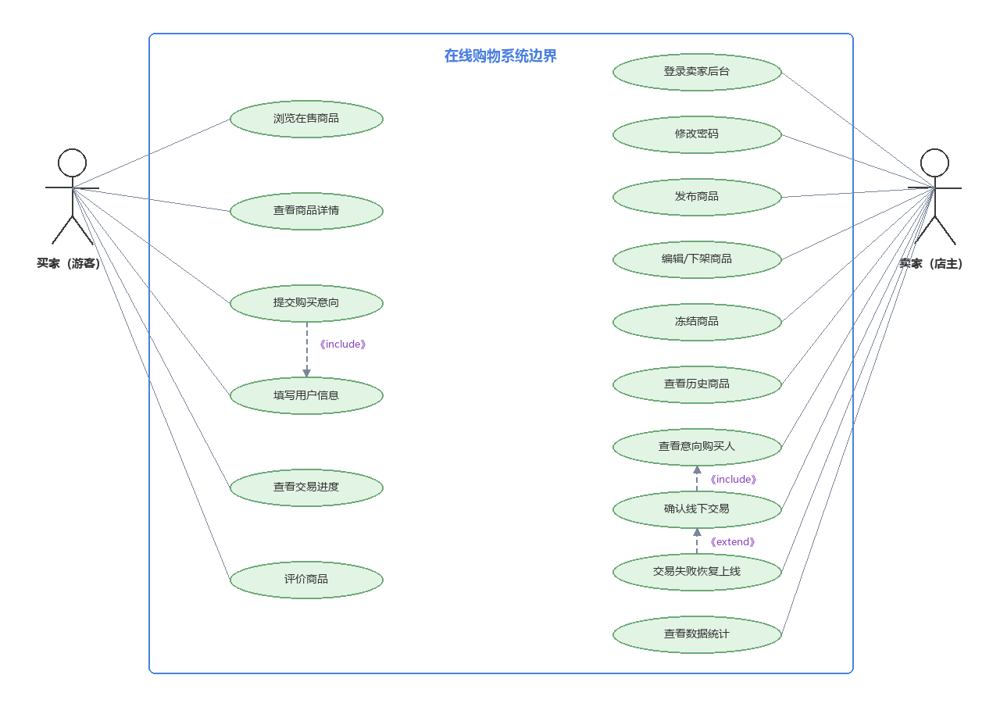 在线购物系统边界
浏览在售商品
查看商品详情
提交购买意向
《include》
填写用户信息
查看交易进度
评价商品
买家（游客）
登录卖家后台
修改密码
发布商品
编辑/下架商品
冻结商品
查看历史商品
查看意向购买人
《include》
确认线下交易
《extend》
交易失败恢复上线
查看数据统计
卖家（店主）